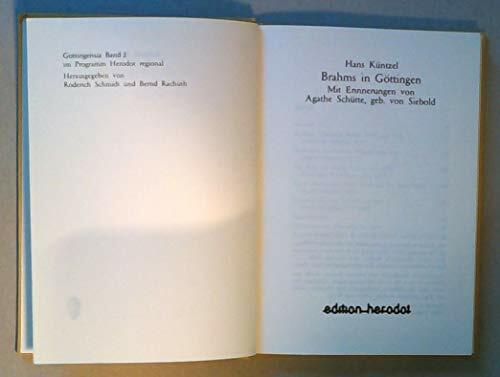 Göttingensia Band 2
im Programm Herodot regional
Herausgegeben von
Roderich Schmidt und Bernd Rachuth
Hans Küntzel
Brahms in Göttingen
Mit Erinnerungen von
Agathe Schütte, geb. von Siebold
edition herodot